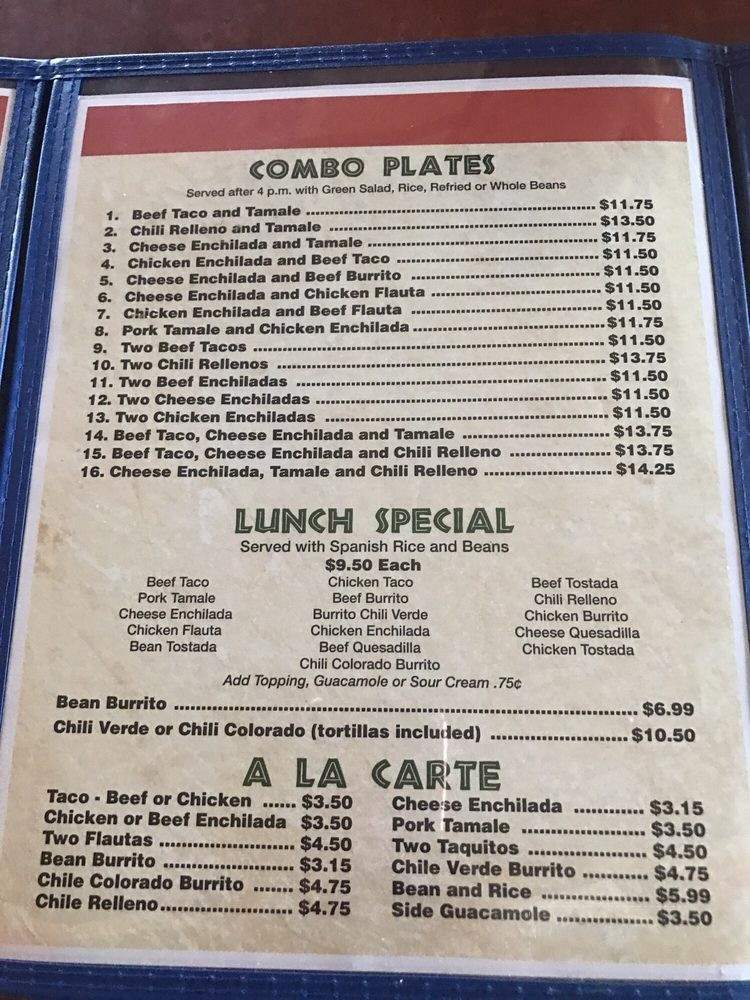 COMBO PLATES
Served after 4 p.m. with Green Salad, Rice, Refried or Whole Beans
1. Beef Taco and Tamale ........ $11.75
2. Chili Relleno and Tamale ........ $13.50
3. Cheese Enchilada and Tamale ........ $11.75
4. Chicken Enchilada and Beef Taco ........ $11.50
5. Cheese Enchilada and Beef Burrito ........ $11.50
6. Cheese Enchilada and Chicken Flauta ........ $11.50
7. Chicken Enchilada and Beef Flauta ........ $11.50
8. Pork Tamale and Chicken Enchilada ........ $11.75
9. Two Beef Tacos ........ $11.50
10. Two Chili Rellenos ........ $13.75
11. Two Beef Enchiladas ........ $11.50
12. Two Cheese Enchiladas ........ $11.50
13. Two Chicken Enchiladas ........ $11.50
14. Beef Taco, Cheese Enchilada and Tamale ........ $13.75
15. Beef Taco, Cheese Enchilada and Chili Relleno ........ $13.75
16. Cheese Enchilada, Tamale and Chili Relleno ........ $14.25
LUNCH SPECIAL
Served with Spanish Rice and Beans
$9.50 Each
Beef Taco Chicken Taco Beef Tostada
Pork Tamale Beef Burrito Chili Relleno
Cheese Enchilada Burrito Chili Verde Chicken Burrito
Chicken Flauta Chicken Enchilada Cheese Quesadilla
Bean Tostada Beef Quesadilla Chicken Tostada
Chili Colorado Burrito
Add Topping, Guacamole or Sour Cream .75¢
Bean Burrito ........ $6.99
Chili Verde or Chili Colorado (tortillas included) ........ $10.50
A LA CARTE
Taco - Beef or Chicken ...... $3.50 Cheese Enchilada ........ $3.15
Chicken or Beef Enchilada $3.50 Pork Tamale ........ $3.50
Two Flautas ........ $4.50 Two Taquitos ........ $4.50
Bean Burrito ........ $3.15 Chile Verde Burrito ........ $4.75
Chile Colorado Burrito ....... $4.75 Bean and Rice ........ $5.99
Chile Relleno........ $4.75 Side Guacamole ........ $3.50